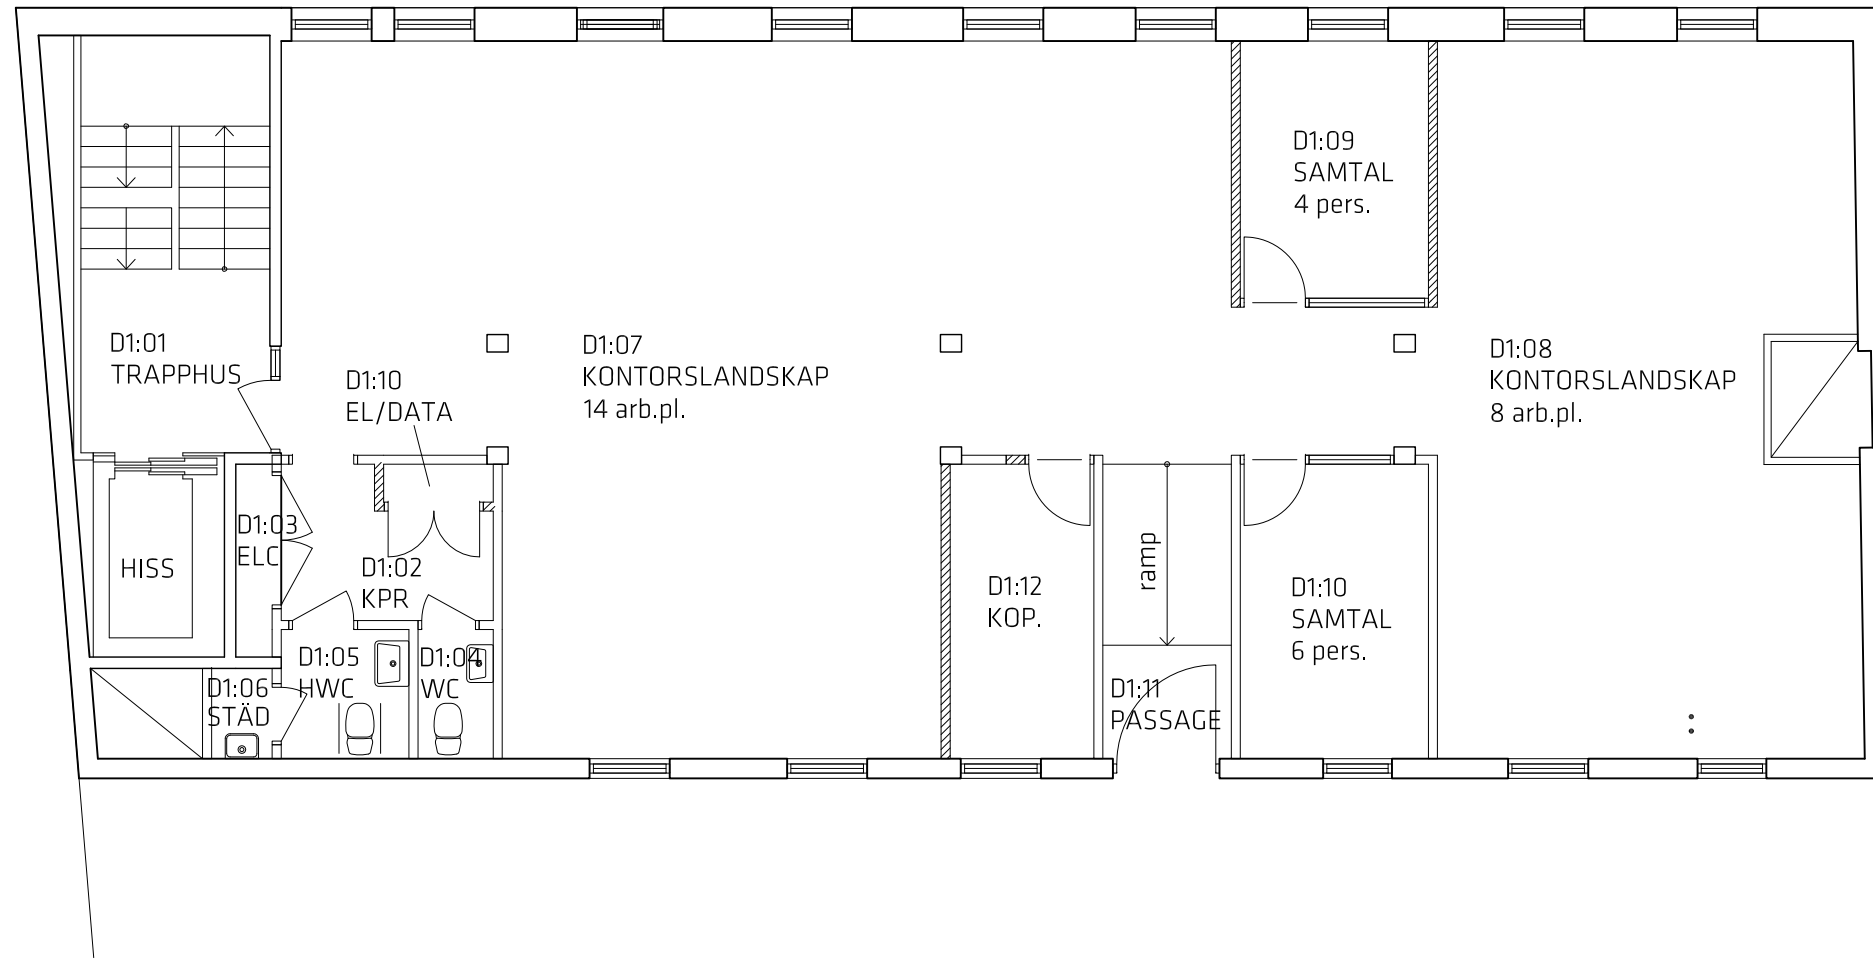 D1:09
SAMTAL
4 pers.
D1:01
TRAPPHUS
D1:10
EL/DATA
D1:07
KONTORSLANDSKAP
14 arb.pl.
D1:08
KONTORSLANDSKAP
8 arb.pl.
D1:03
ELC
HISS
D1:02
KPR
D1:12
KOP.
ramp
D1:10
SAMTAL
6 pers.
D1:05
HWC
D1:04
WC
D1:06
STÄD
D1:11
PASSAGE